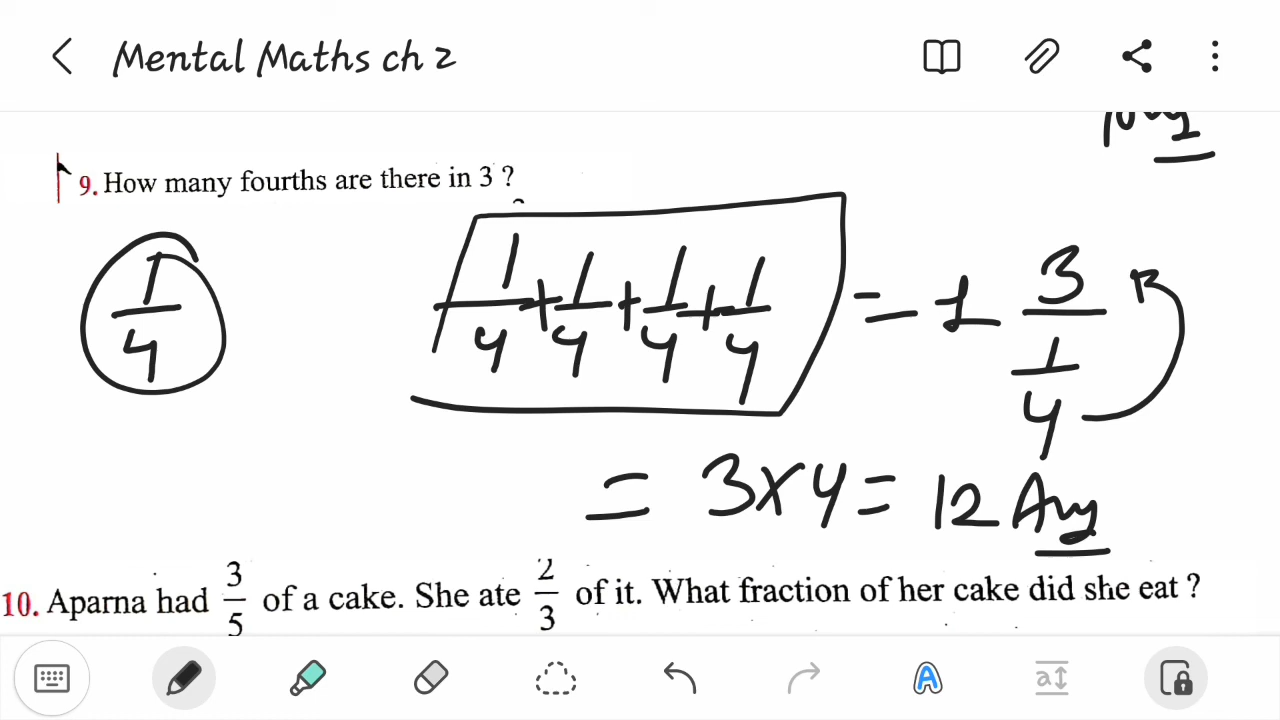 Mental Maths ch 2
9. How many fourths are there in 3 ?
1/4
1/4 + 1/4 + 1/4 + 1/4 = 1
3/(1/4)
= 3 x 4 = 12 Ans
10. Aparna had 3/5 of a cake. She ate 2/3 of it. What fraction of her cake did she eat ?
A a